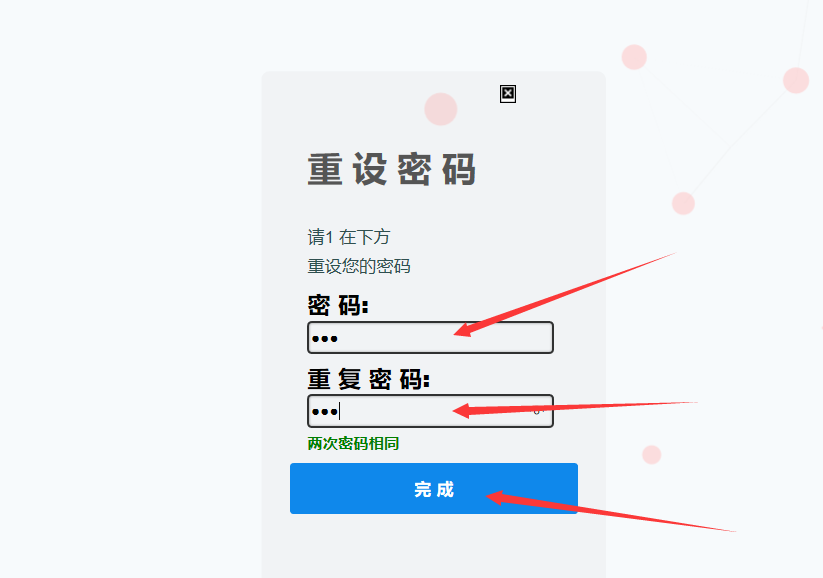 重设密码
请1 在下方
重设您的密码
密 码:
•••
重 复 密 码:
•••
两次密码相同
完 成